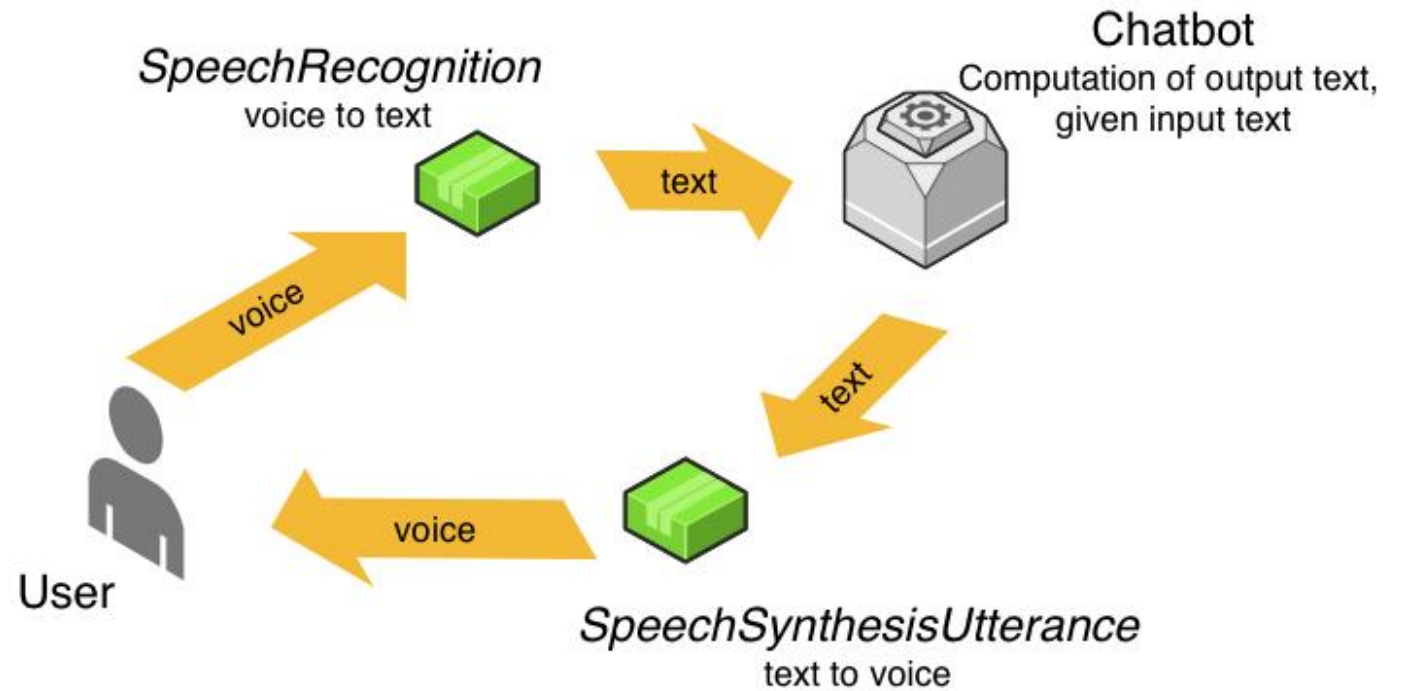 SpeechRecognition
voice to text
Chatbot
Computation of output text,
given input text
text
voice
text
voice
User
SpeechSynthesisUtterance
text to voice